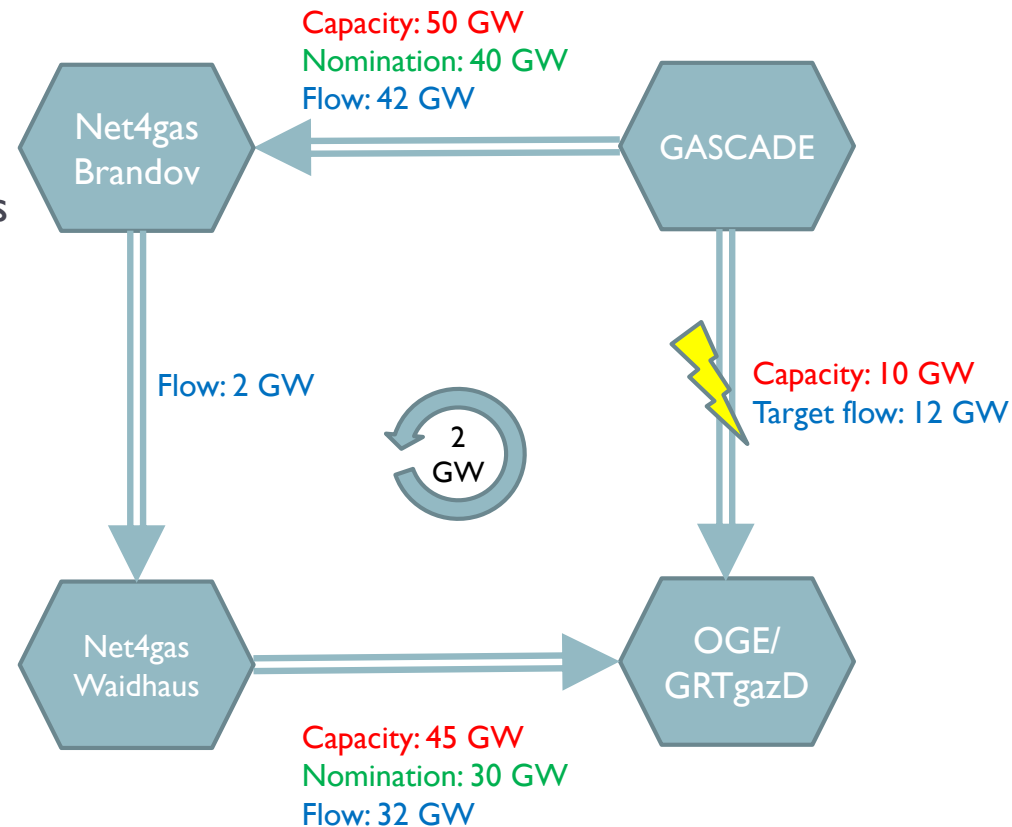 Capacity: 50 GW
Nomination: 40 GW
Flow: 42 GW
Net4gas
Brandov
GASCADE
s
Flow: 2 GW
2
GW
Capacity: 10 GW
Target flow: 12 GW
Net4gas
Waidhaus
OGE/
GRTgazD
Capacity: 45 GW
Nomination: 30 GW
Flow: 32 GW